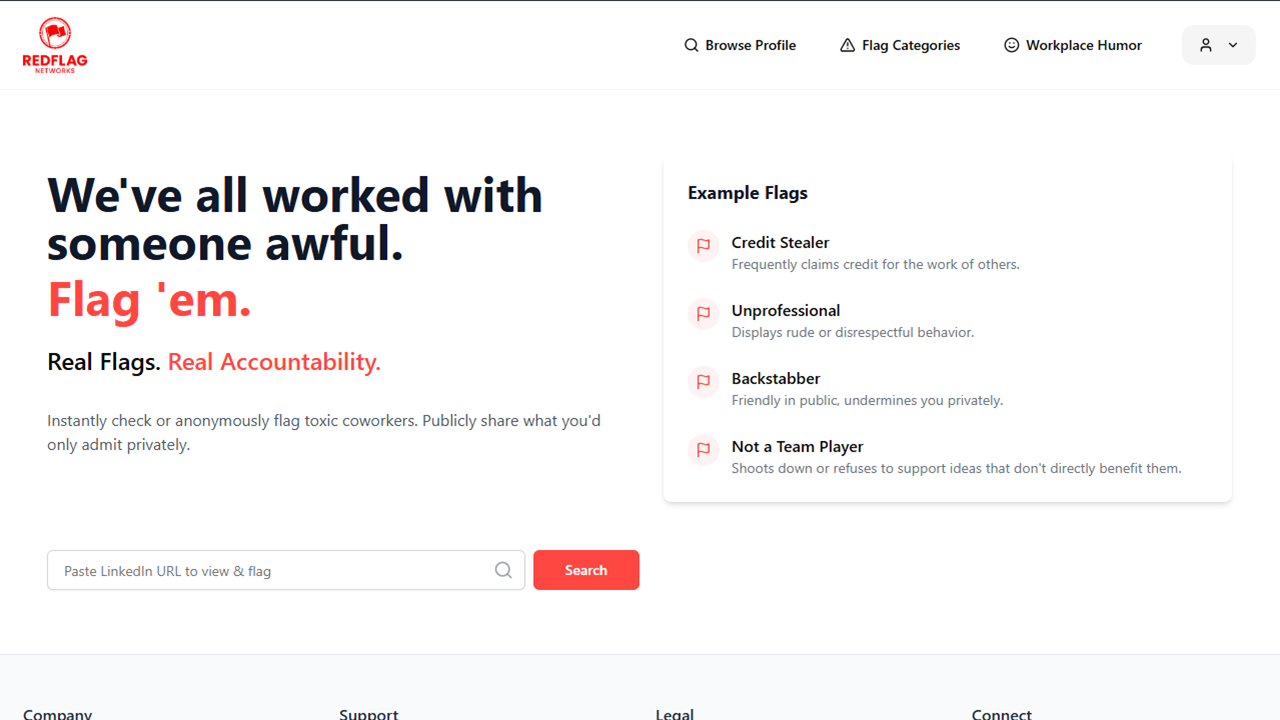 REDFLAG
NETWORKS
Browse Profile
Flag Categories
Workplace Humor
We've all worked with
someone awful.
Flag 'em.
Real Flags. Real Accountability.
Instantly check or anonymously flag toxic coworkers. Publicly share what you'd
only admit privately.
Paste LinkedIn URL to view & flag
Search
Example Flags
Credit Stealer
Frequently claims credit for the work of others.
Unprofessional
Displays rude or disrespectful behavior.
Backstabber
Friendly in public, undermines you privately.
Not a Team Player
Shoots down or refuses to support ideas that don't directly benefit them.
Company
Support
Legal
Connect